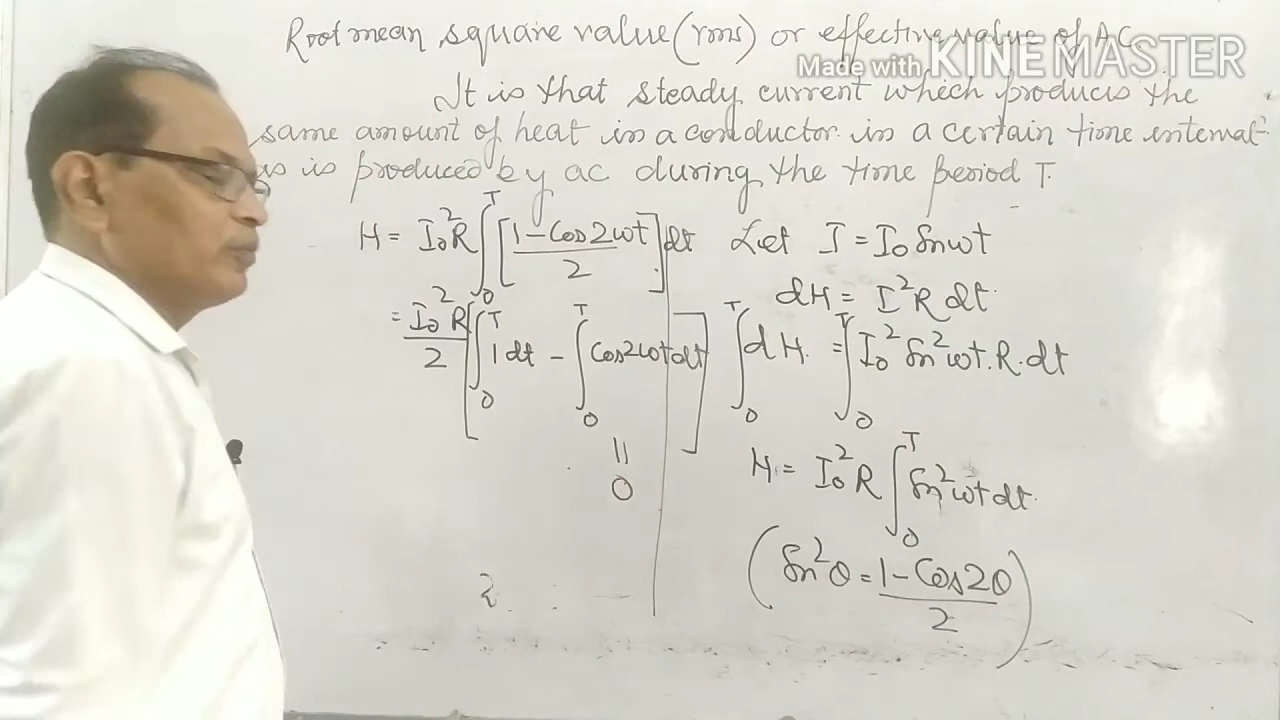 Root mean square value (rms) or effective value of AC
Made with KINEMASTER
It is that steady current which produces the
same amount of heat in a conductor in a certain time interval
as is produced by ac during the time period T.
H = I₀²R ∫₀ᵀ [(1-Cos2ωt)/2] dt
= I₀²R/2 [∫₀ᵀ 1dt - ∫₀ᵀ Cos2ωt dt]
||
0
Let I = I₀ Sinωt
dH = I²R dt.
∫₀ᵀ dH. = ∫₀ᵀ I₀² Sin²ωt.R.dt
H = I₀²R ∫₀ᵀ Sin²ωt dt.
(Sin²θ = (1-Cos2θ)/2)